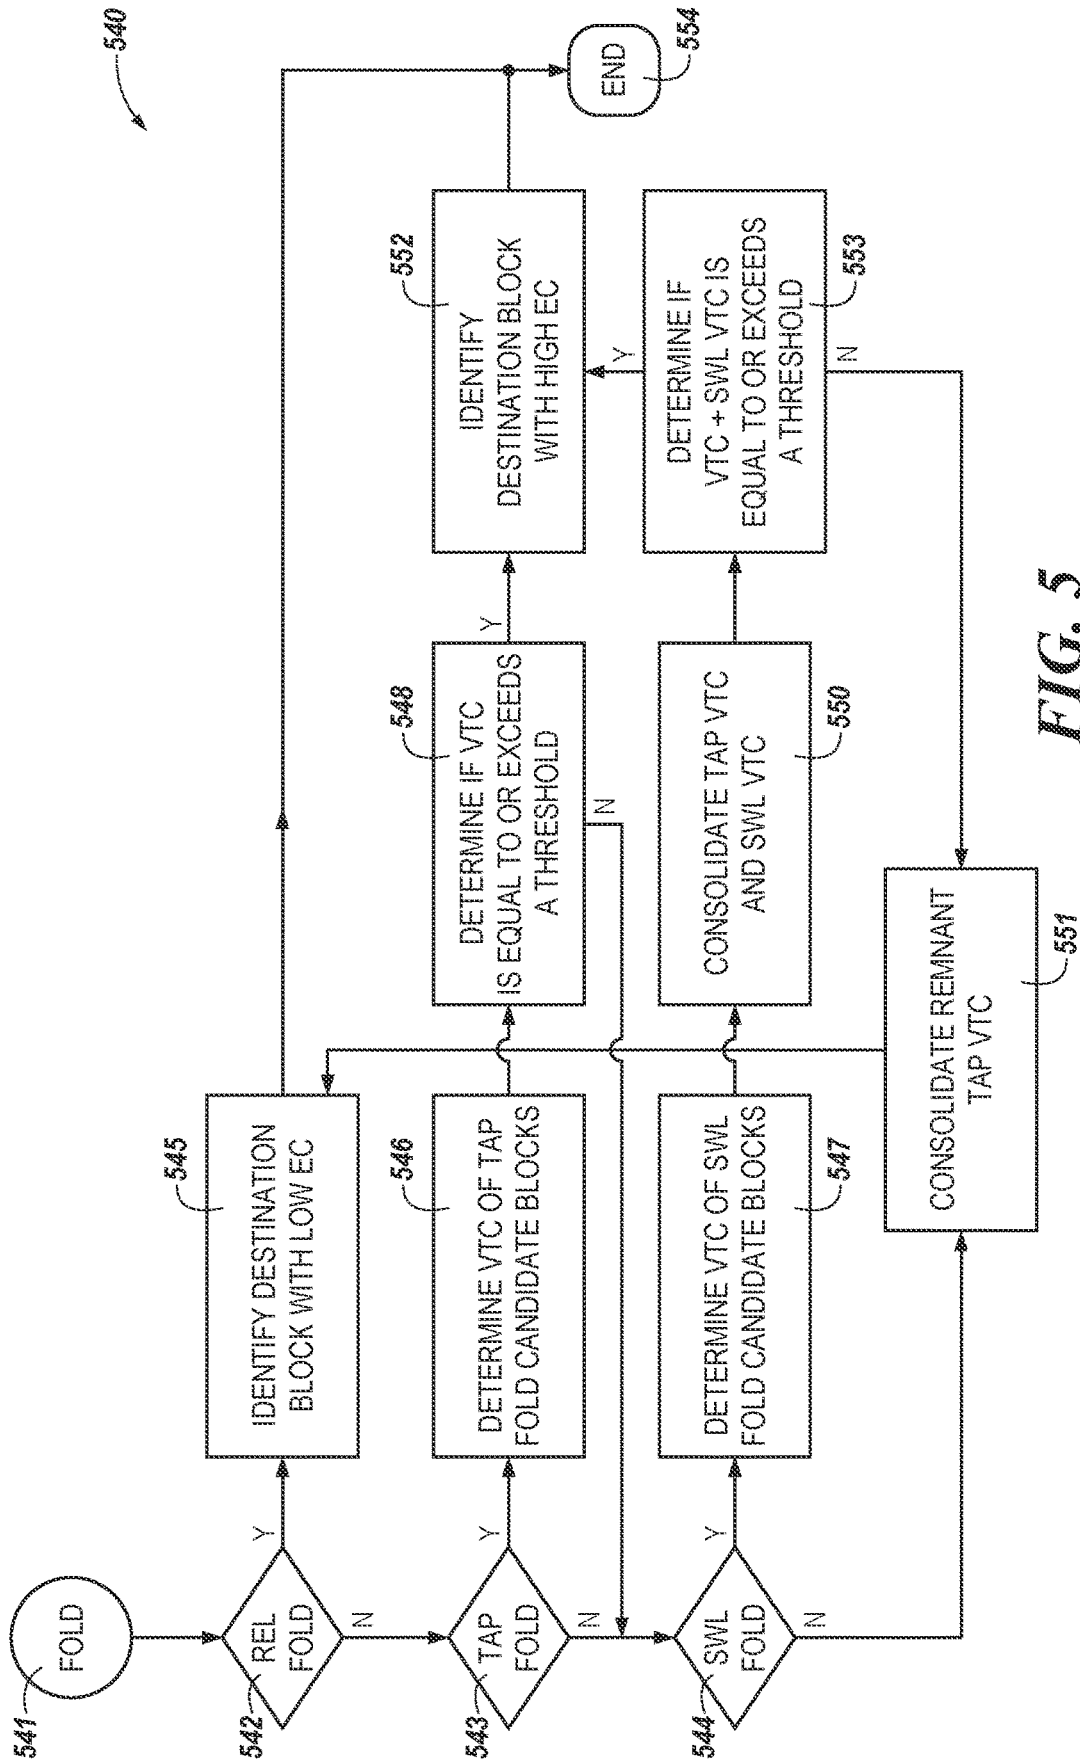 540
541
FOLD
542
REL
FOLD
Y
N
545
IDENTIFY DESTINATION
BLOCK WITH LOW EC
543
TAP
FOLD
Y
N
546
DETERMINE VTC OF TAP
FOLD CANDIDATE BLOCKS
548
DETERMINE IF VTC
IS EQUAL TO OR EXCEEDS
A THRESHOLD
Y
N
552
IDENTIFY
DESTINATION BLOCK
WITH HIGH EC
END
554
544
SWL
FOLD
Y
N
547
DETERMINE VTC OF SWL
FOLD CANDIDATE BLOCKS
550
CONSOLIDATE TAP VTC
AND SWL VTC
553
DETERMINE IF
VTC + SWL VTC IS
EQUAL TO OR EXCEEDS
A THRESHOLD
Y
N
551
CONSOLIDATE REMNANT
TAP VTC
FIG. 5